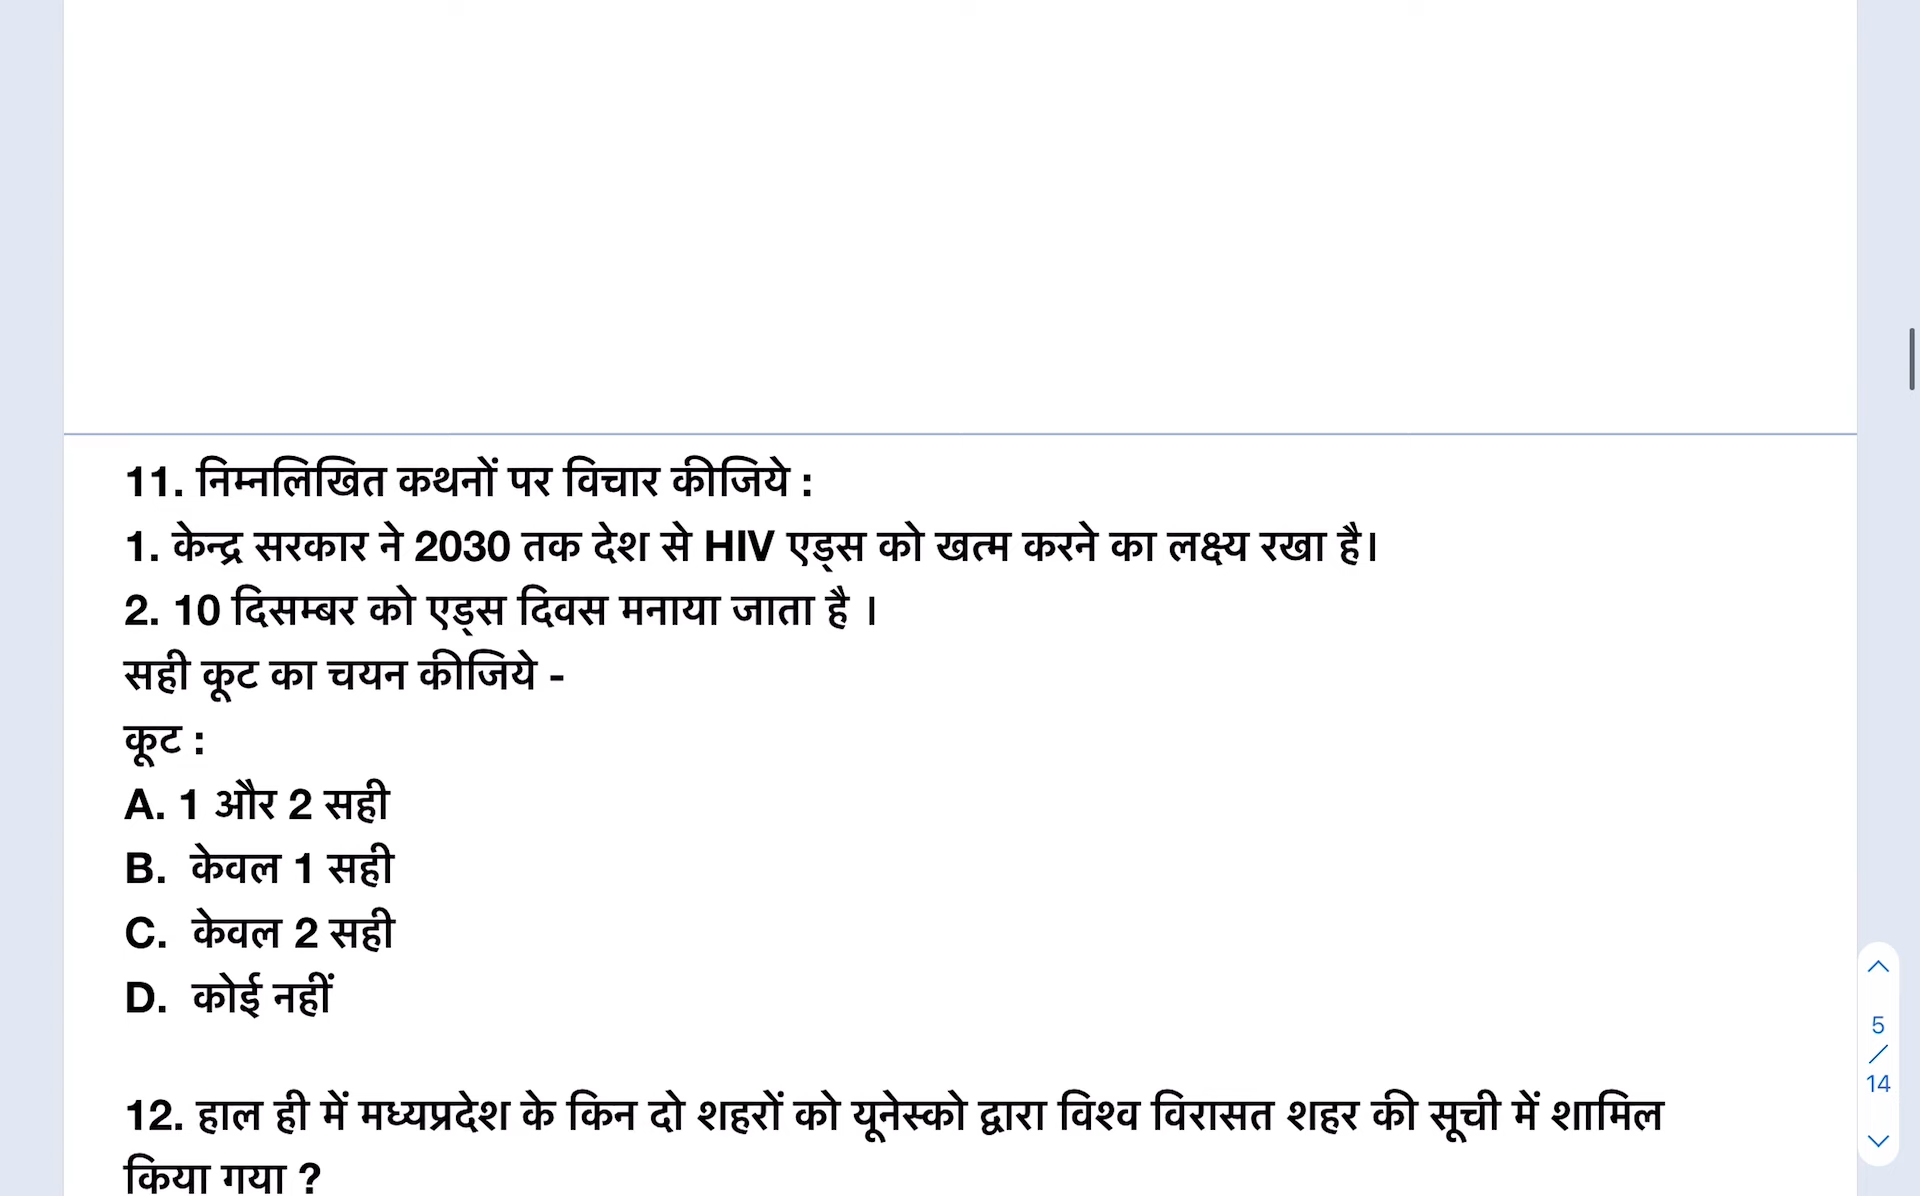 11. निम्नलिखित कथनों पर विचार कीजिये :
1. केन्द्र सरकार ने 2030 तक देश से HIV एड्स को खत्म करने का लक्ष्य रखा है।
2. 10 दिसम्बर को एड्स दिवस मनाया जाता है ।
सही कूट का चयन कीजिये -
कूट :
A. 1 और 2 सही
B. केवल 1 सही
C. केवल 2 सही
D. कोई नहीं
12. हाल ही में मध्यप्रदेश के किन दो शहरों को यूनेस्को द्वारा विश्व विरासत शहर की सूची में शामिल
किया गया ?
5
/
14